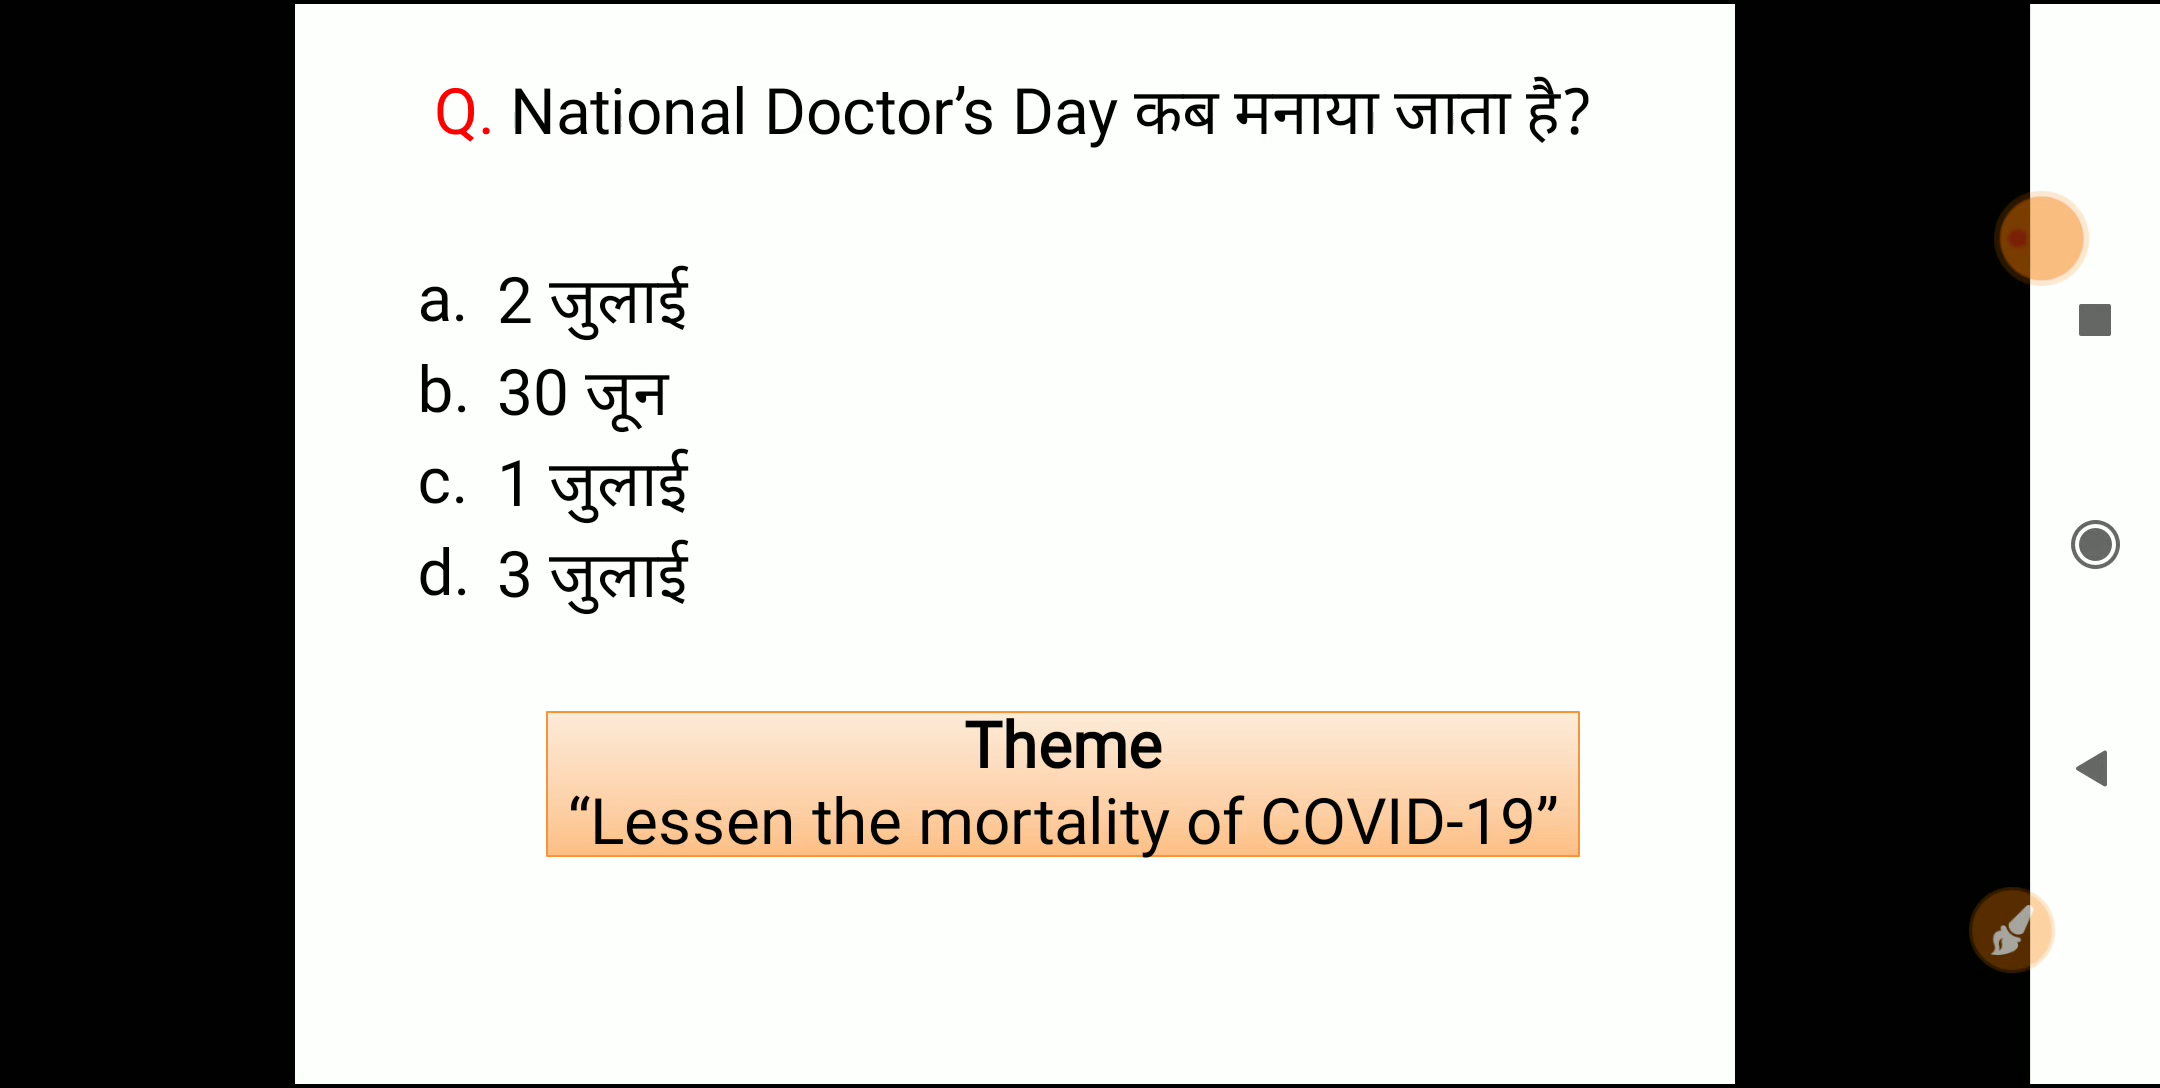 Q. National Doctor’s Day कब मनाया जाता है?
a. 2 जुलाई
b. 30 जून
c. 1 जुलाई
d. 3 जुलाई
Theme
“Lessen the mortality of COVID-19”